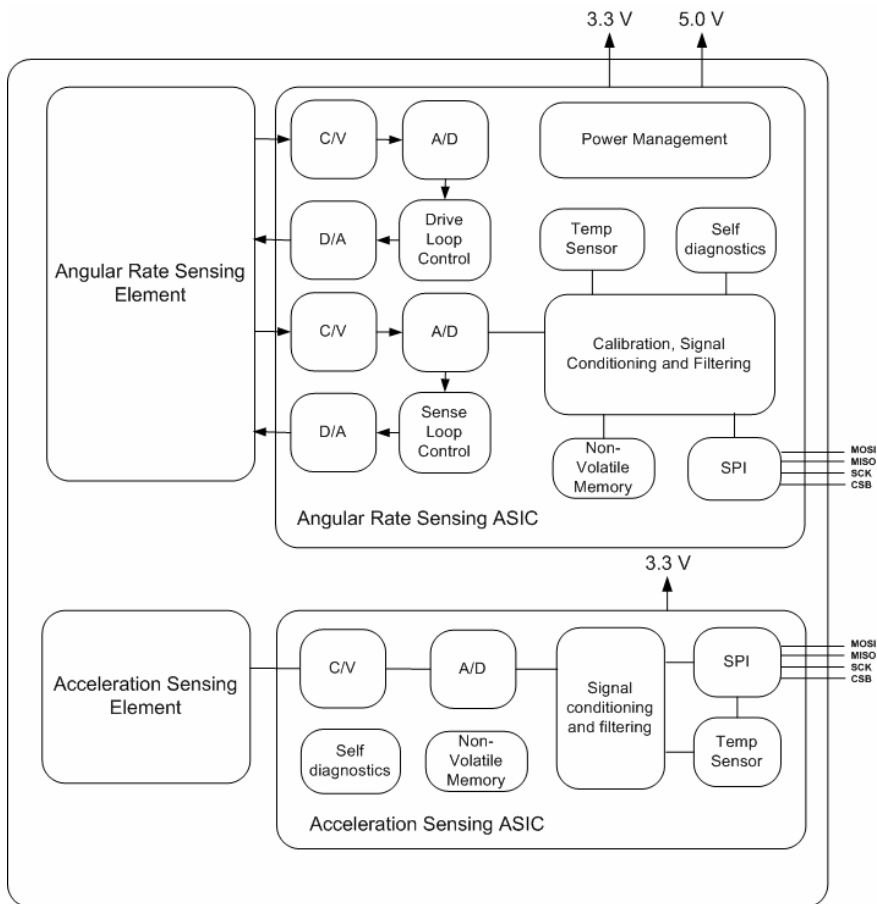 3.3 V
5.0 V
C/V
A/D
Power Management
D/A
Drive
Loop
Control
Temp
Sensor
Self
diagnostics
Angular Rate Sensing
Element
C/V
A/D
Calibration, Signal
Conditioning and Filtering
D/A
Sense
Loop
Control
Non-
Volatile
Memory
SPI
MOSI
MISO
SCK
CSB
Angular Rate Sensing ASIC
3.3 V
Acceleration Sensing
Element
C/V
A/D
Signal
conditioning
and filtering
SPI
MOSI
MISO
SCK
CSB
Self
diagnostics
Non-
Volatile
Memory
Temp
Sensor
Acceleration Sensing ASIC